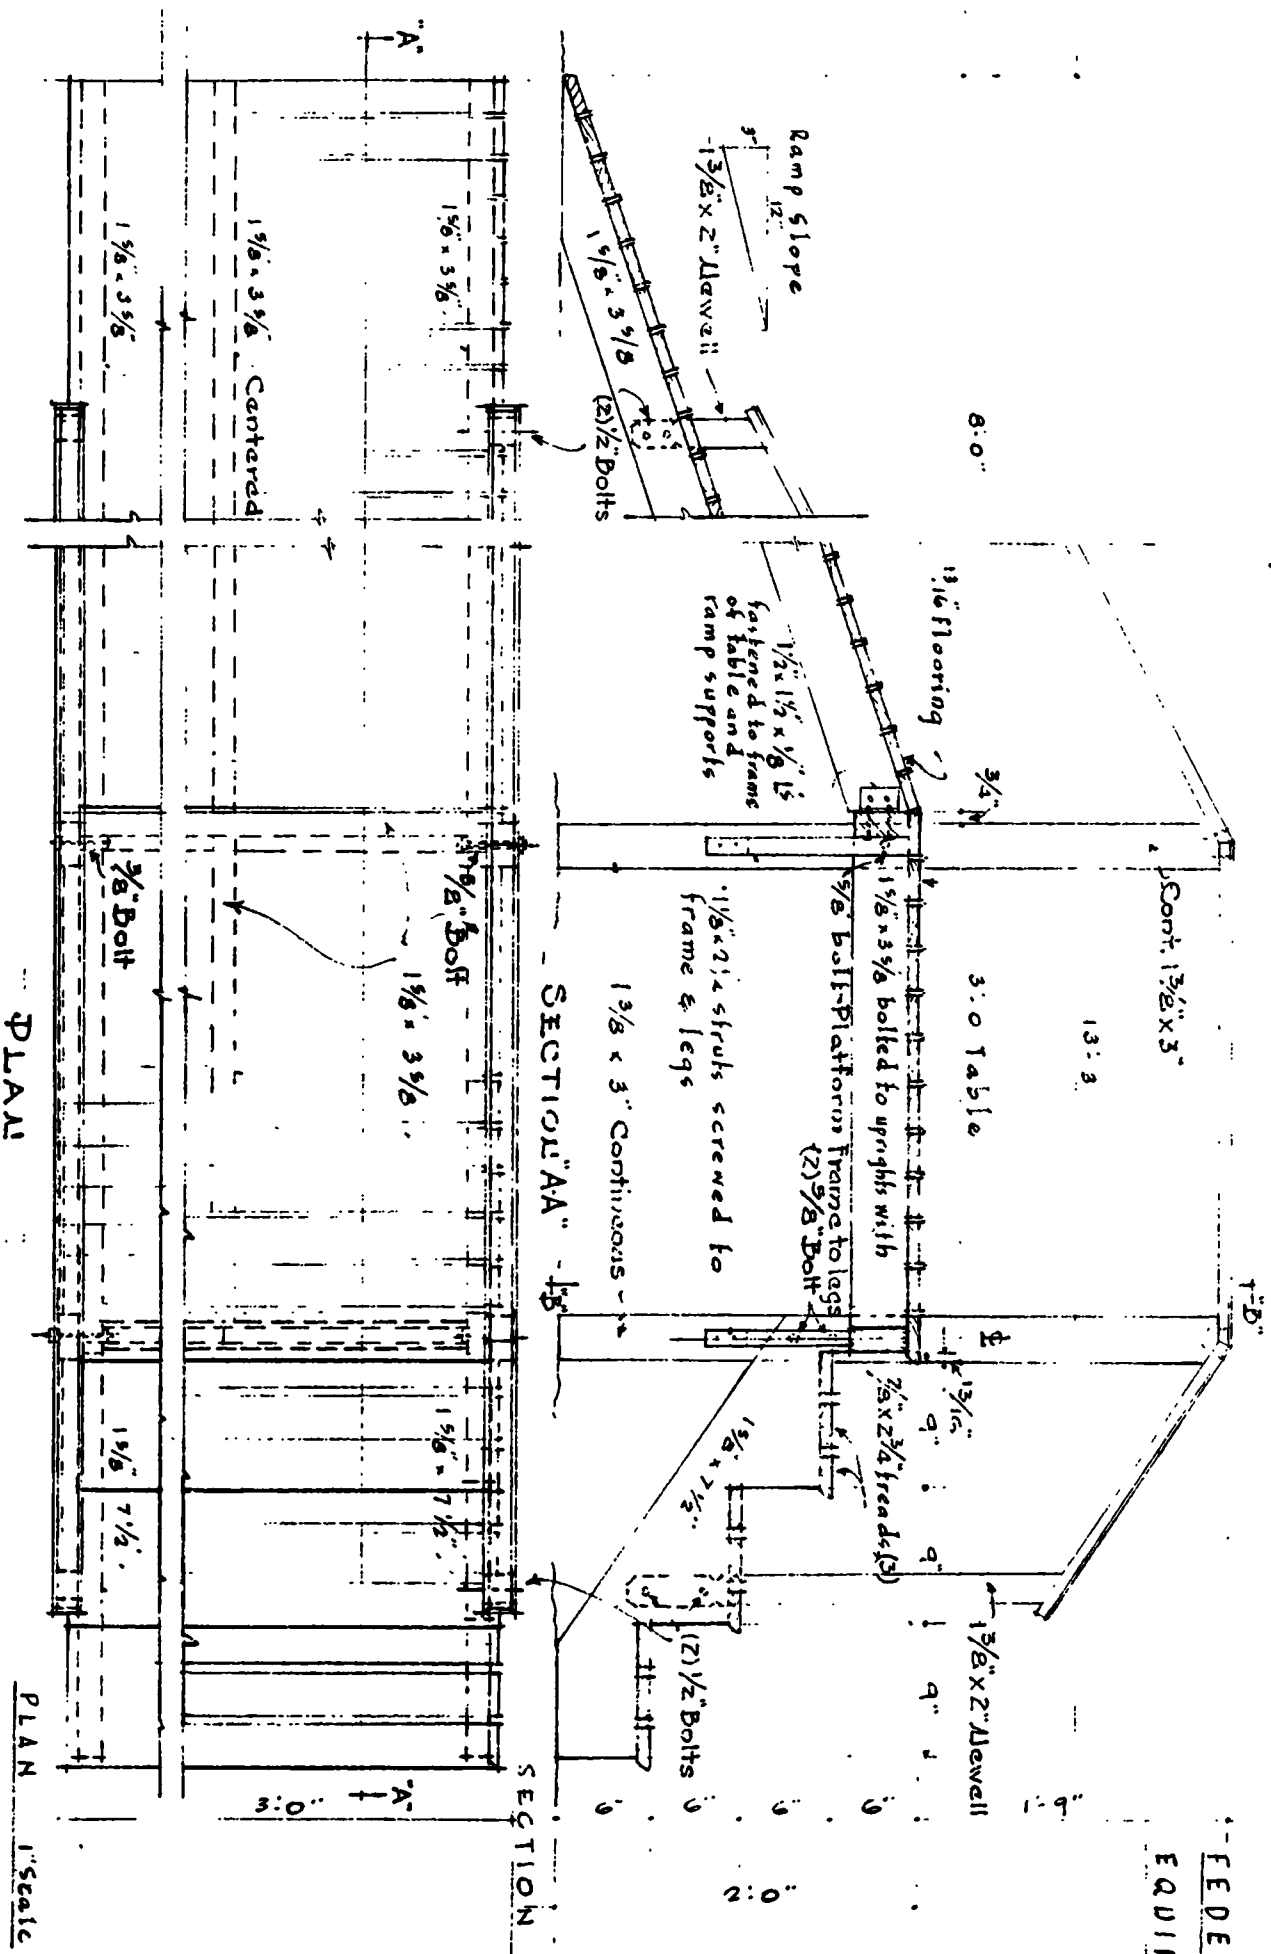 FEDE
EQUI
8'-0"
13'-3
T-"B"
3/4"
Cont. 1 3/8" x 3"
3'-0 Table
13/16"
9"
9"
9"
1 3/8" x 2" Newell
1'-9"
Ramp Slope
12"
3"
1 3/8" x 2" Newell
13/16" flooring
1 5/8" x 3 5/8
1 1/2" x 1 1/2" x 1/8" Ls
fastened to frame
of table and
ramp supports
1 5/8" x 3 5/8 bolted to uprights with
5/8 bolt-Platform frame to legs
(2) 5/8" Bolt
7/8" x 2 3/4" treads (3)
struts screwed to
frame & legs
1 3/8 x 3" Continuous
1 5/8" x 7 1/2"
6"
6"
6"
6"
2'-0"
(2) 1/2" Bolts
(2) 1/2" Bolts
SECTION "A-A"
"B"
SECTION
"A"
1 5/8" x 3 5/8"
1 5/8" x 3 5/8 Centered
1 5/8" x 3 5/8"
3/8" Bolt
3/8" Bolt
1 5/8" x 3 5/8
1 5/8" x 7 1/2"
1 5/8" 7 1/2"
"A"
3'-0"
PLAN
PLAN 1" Scale